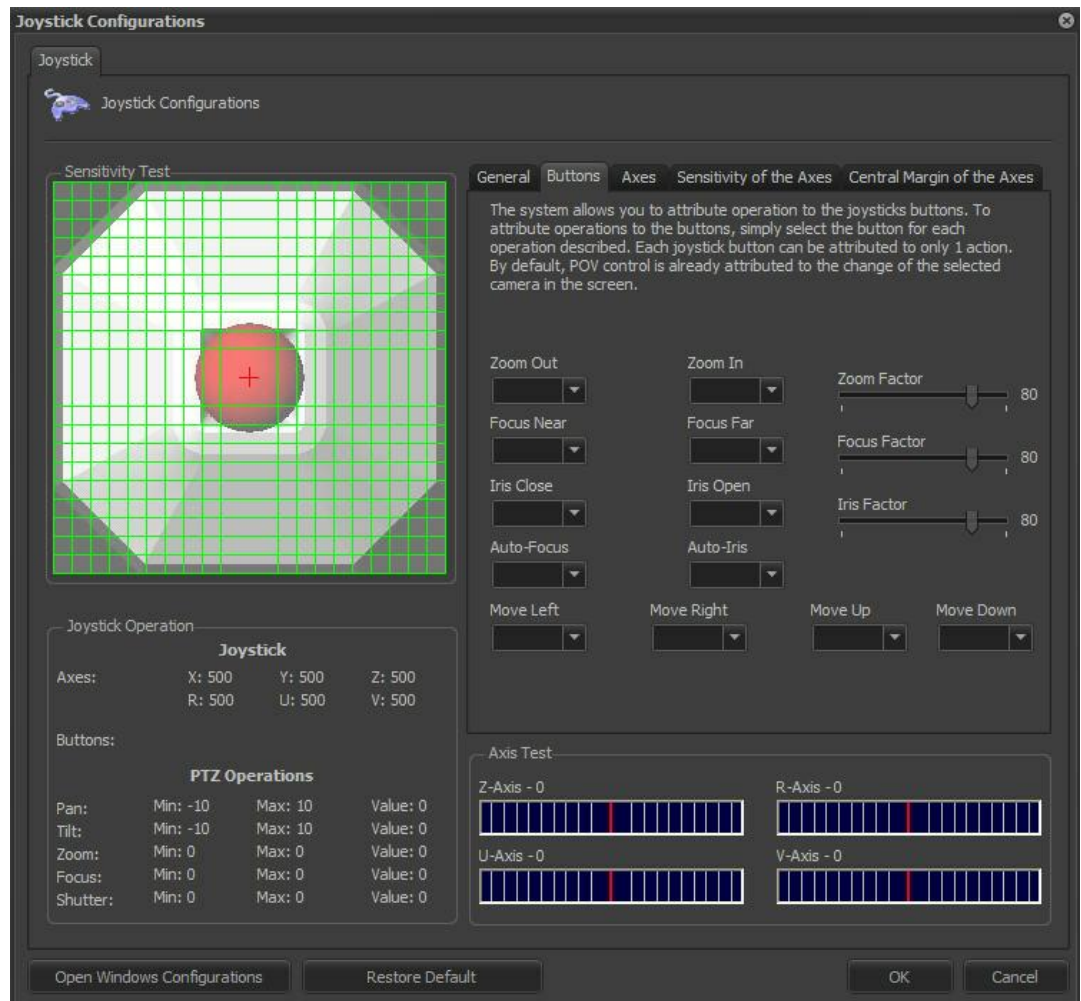 Joystick Configurations
Joystick
Joystick Configurations
Sensitivity Test
General Buttons Axes Sensitivity of the Axes Central Margin of the Axes
The system allows you to attribute operation to the joysticks buttons. To
attribute operations to the buttons, simply select the button for each
operation described. Each joystick button can be attributed to only 1 action.
By default, POV control is already attributed to the change of the selected
camera in the screen.
Zoom Out Zoom In Zoom Factor 80
Focus Near Focus Far Focus Factor 80
Iris Close Iris Open Iris Factor 80
Auto-Focus Auto-Iris
Move Left Move Right Move Up Move Down
Joystick Operation
Joystick
Axes: X: 500 Y: 500 Z: 500
R: 500 U: 500 V: 500
Buttons:
PTZ Operations
Pan: Min: -10 Max: 10 Value: 0
Tilt: Min: -10 Max: 10 Value: 0
Zoom: Min: 0 Max: 0 Value: 0
Focus: Min: 0 Max: 0 Value: 0
Shutter: Min: 0 Max: 0 Value: 0
Axis Test
Z-Axis - 0 R-Axis - 0
U-Axis - 0 V-Axis - 0
Open Windows Configurations Restore Default OK Cancel